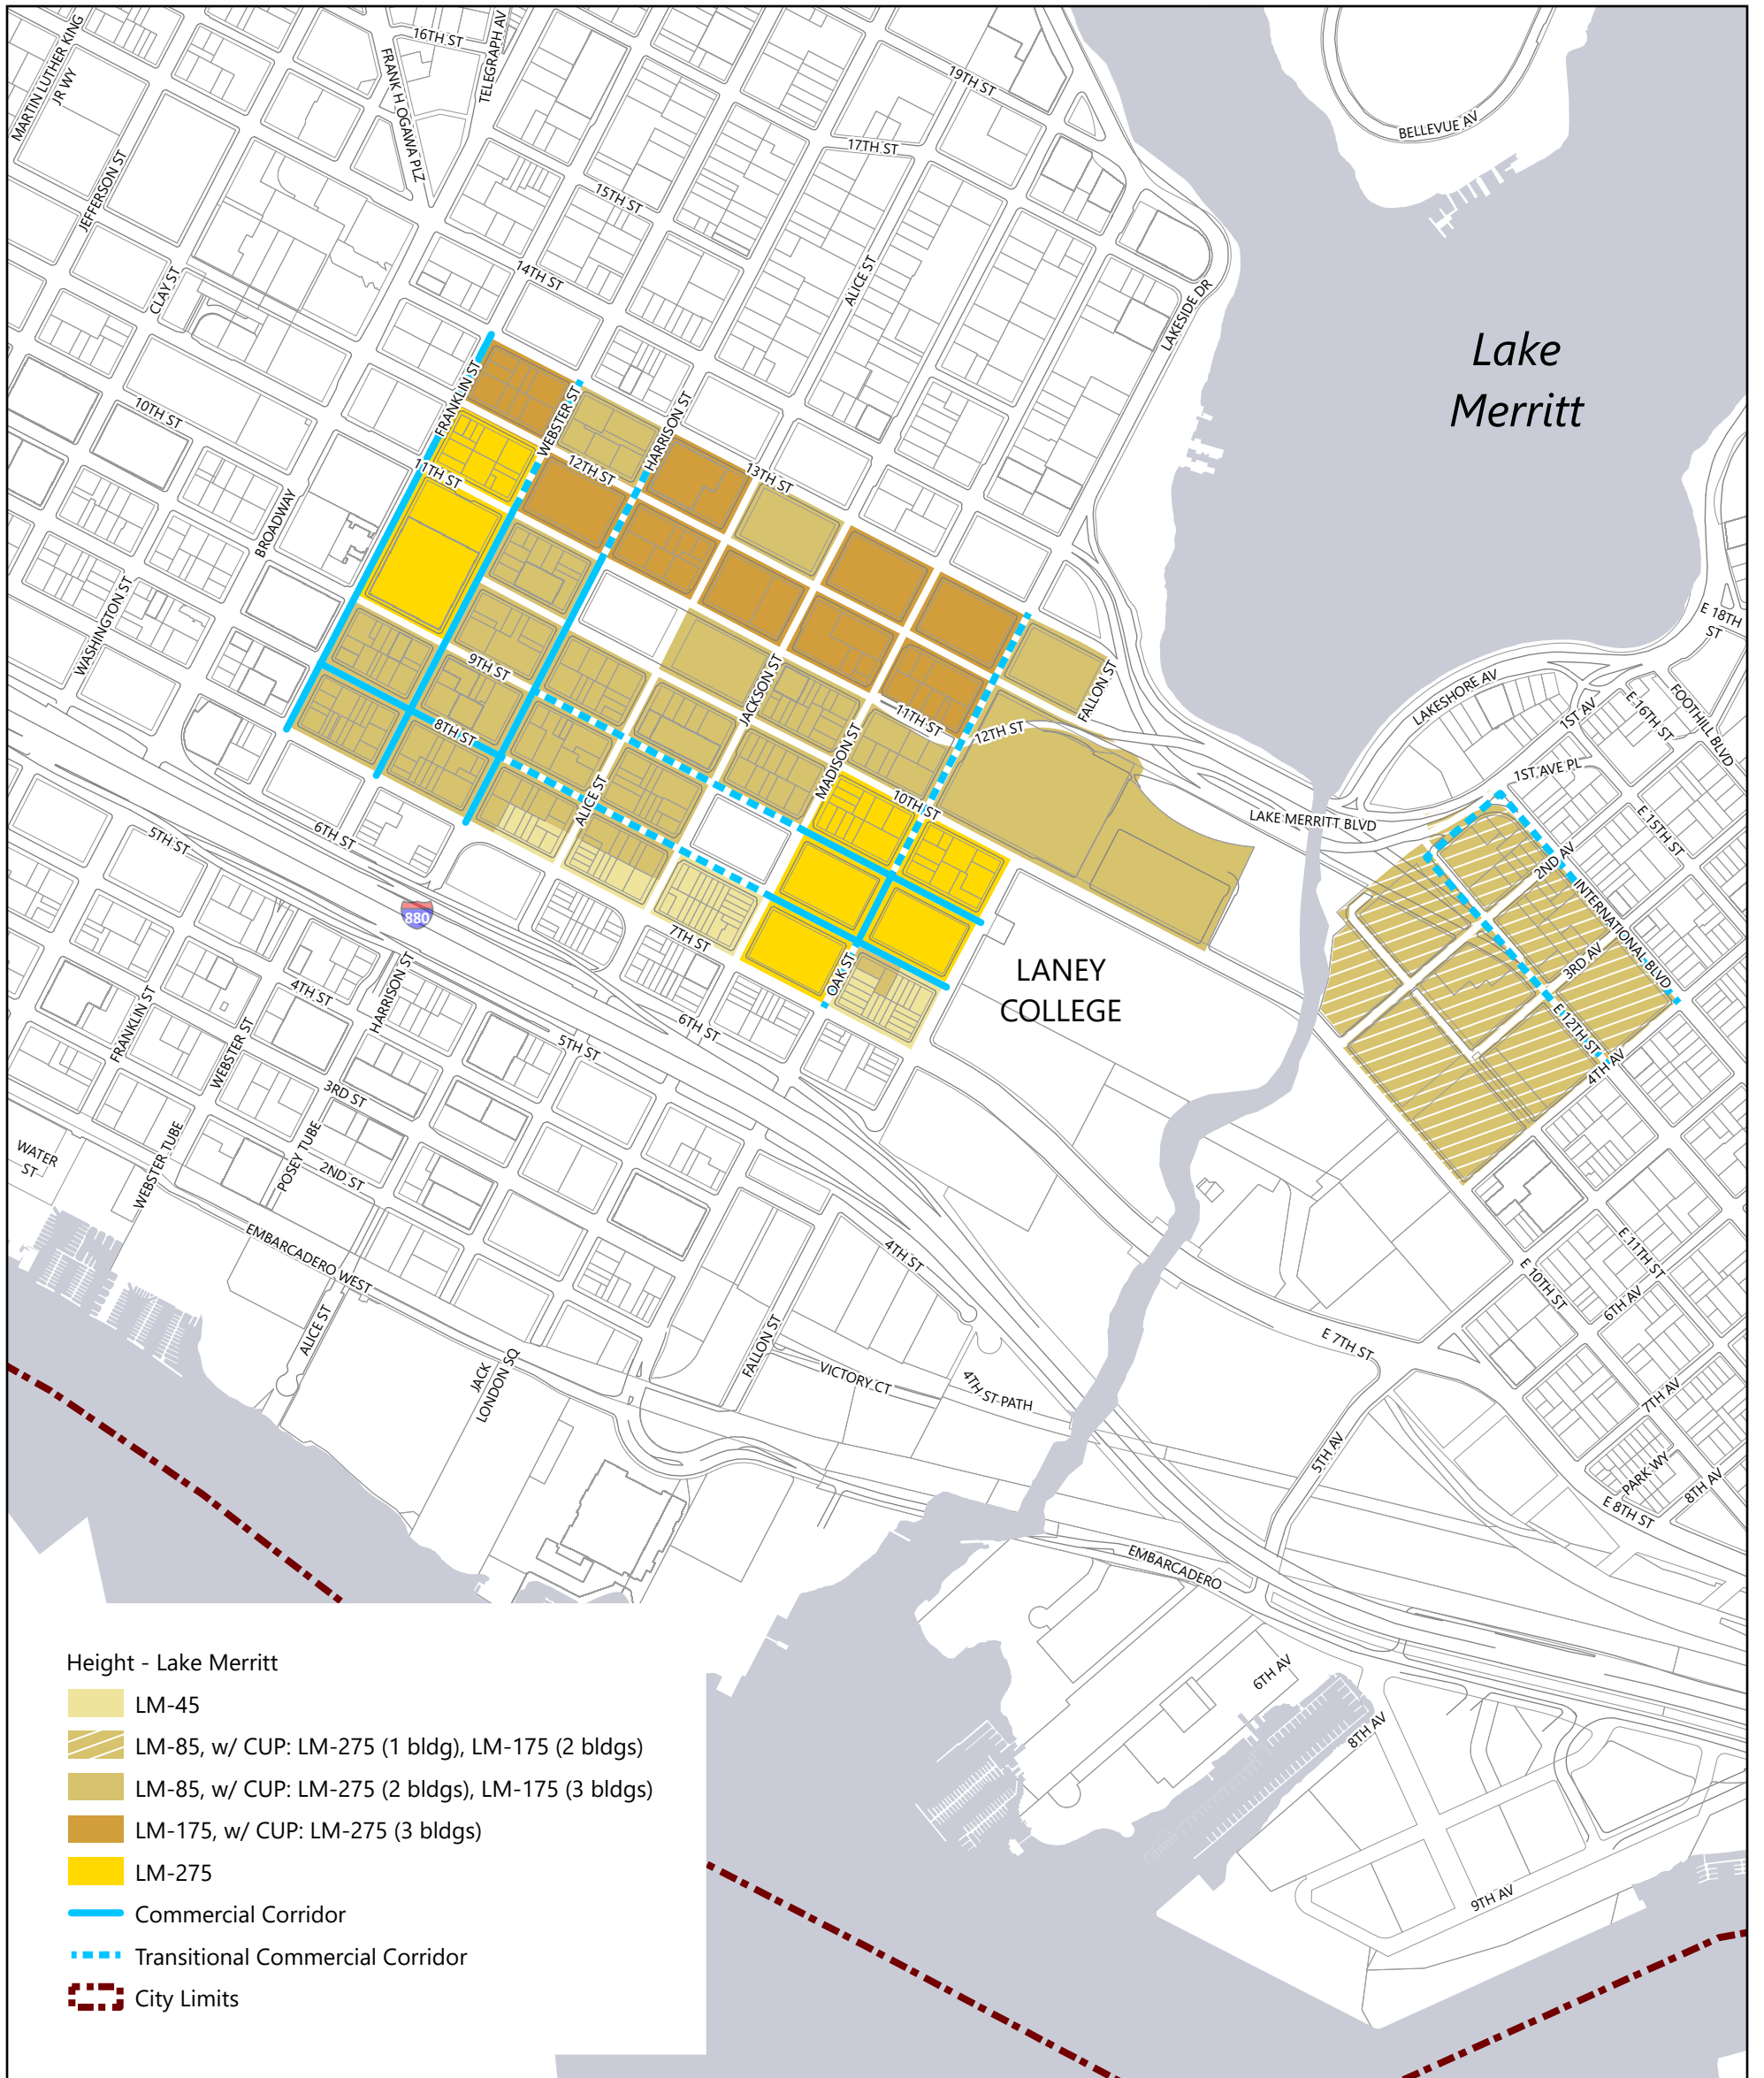 MARTIN LUTHER KING
JR WY
16TH ST
TELEGRAPH AV
FRANK H OGAWA PLZ
19TH ST
BELLEVUE AV
17TH ST
JEFFERSON ST
15TH ST
CLAY ST
14TH ST
ALICE ST
LAKESIDE DR
Lake
Merritt
10TH ST
FRANKLIN ST
WEBSTER ST
HARRISON ST
11TH ST
12TH ST
13TH ST
BROADWAY
WASHINGTON ST
9TH ST
JACKSON ST
FALLON ST
E 18TH
ST
LAKESHORE AV
1ST AV
E 16TH ST
FOOTHILL BLVD
8TH ST
MADISON ST
11TH ST
12TH ST
1ST AVE PL
ALICE ST
10TH ST
LAKE MERRITT BLVD
E 15TH ST
5TH ST
6TH ST
2ND AV
INTERNATIONAL BLVD
880
7TH ST
OAK ST
LANEY
COLLEGE
3RD AV
E 12TH ST
4TH AV
4TH ST
HARRISON ST
FRANKLIN ST
WEBSTER ST
6TH ST
5TH ST
3RD ST
WATER
ST
WEBSTER TUBE
POSEY TUBE
2ND ST
EMBARCADERO WEST
4TH ST
E 11TH ST
E 10TH ST
6TH AV
ALICE ST
JACK
LONDON SQ
FALLON ST
VICTORY CT
4TH ST PATH
E 7TH ST
7TH AV
5TH AV
PARK WY
8TH AV
E 8TH ST
EMBARCADERO
6TH AV
8TH AV
9TH AV
Height - Lake Merritt
LM-45
LM-85, w/ CUP: LM-275 (1 bldg), LM-175 (2 bldgs)
LM-85, w/ CUP: LM-275 (2 bldgs), LM-175 (3 bldgs)
LM-175, w/ CUP: LM-275 (3 bldgs)
LM-275
Commercial Corridor
Transitional Commercial Corridor
City Limits